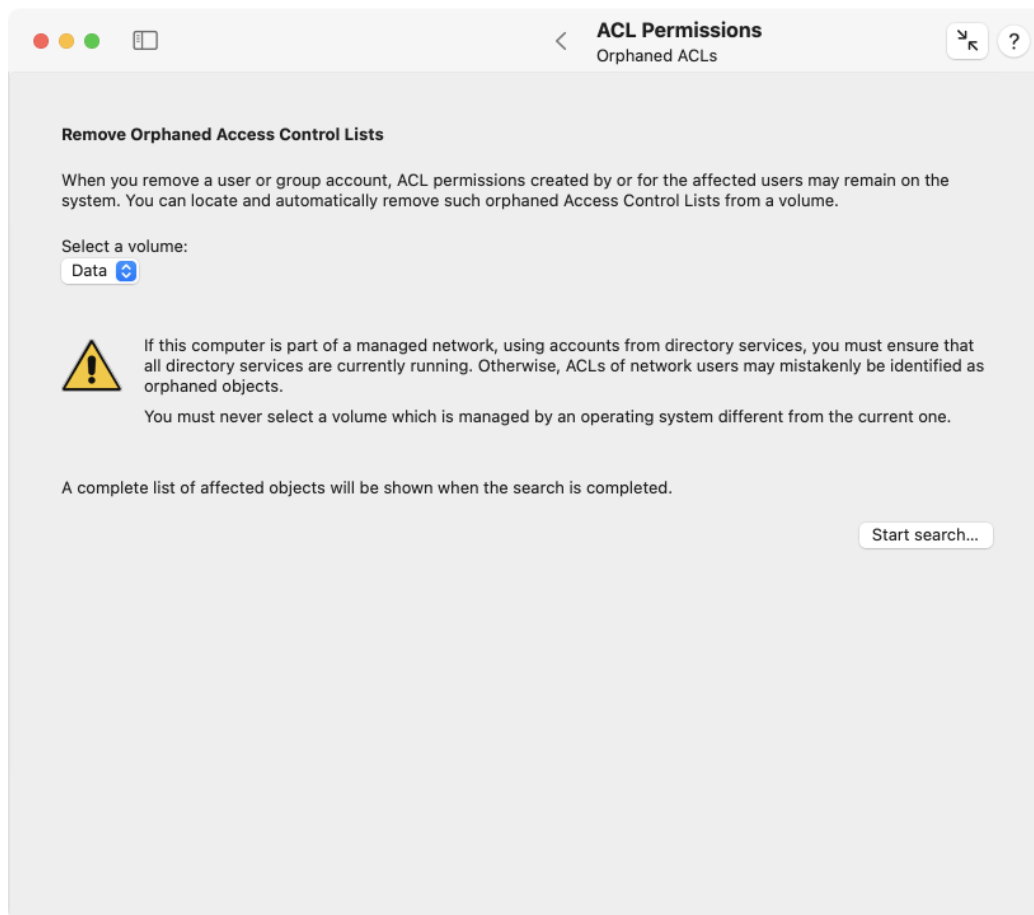 ACL Permissions
Orphaned ACLs
?
Remove Orphaned Access Control Lists
When you remove a user or group account, ACL permissions created by or for the affected users may remain on the
system. You can locate and automatically remove such orphaned Access Control Lists from a volume.
Select a volume:
Data
If this computer is part of a managed network, using accounts from directory services, you must ensure that
all directory services are currently running. Otherwise, ACLs of network users may mistakenly be identified as
orphaned objects.
You must never select a volume which is managed by an operating system different from the current one.
A complete list of affected objects will be shown when the search is completed.
Start search...